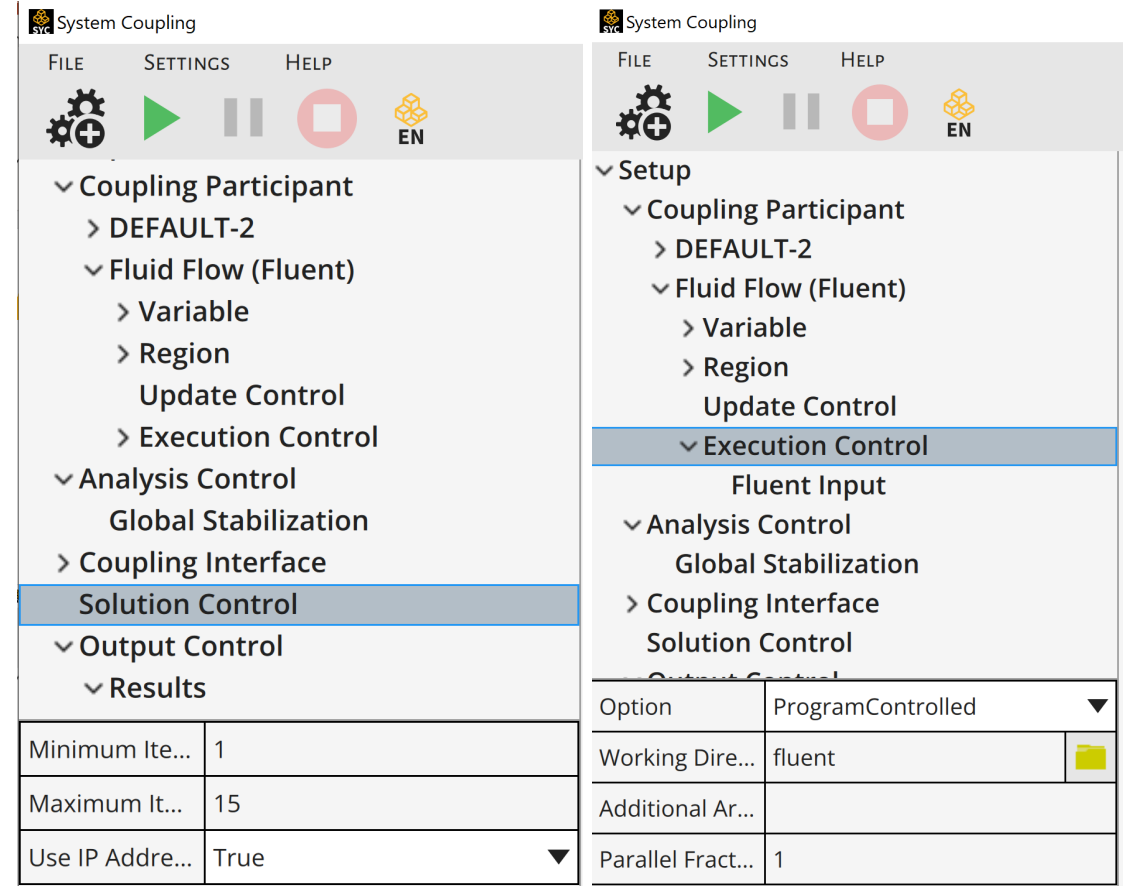 SYC System Coupling
FILE SETTINGS HELP
EN
Coupling Participant
DEFAULT-2
Fluid Flow (Fluent)
Variable
Region
Update Control
Execution Control
Analysis Control
Global Stabilization
Coupling Interface
Solution Control
Output Control
Results
Minimum Ite... 1
Maximum It... 15
Use IP Addre... True
SYC System Coupling
FILE SETTINGS HELP
EN
Setup
Coupling Participant
DEFAULT-2
Fluid Flow (Fluent)
Variable
Region
Update Control
Execution Control
Fluent Input
Analysis Control
Global Stabilization
Coupling Interface
Solution Control
Output Control
Option ProgramControlled
Working Dire... fluent
Additional Ar...
Parallel Fract... 1